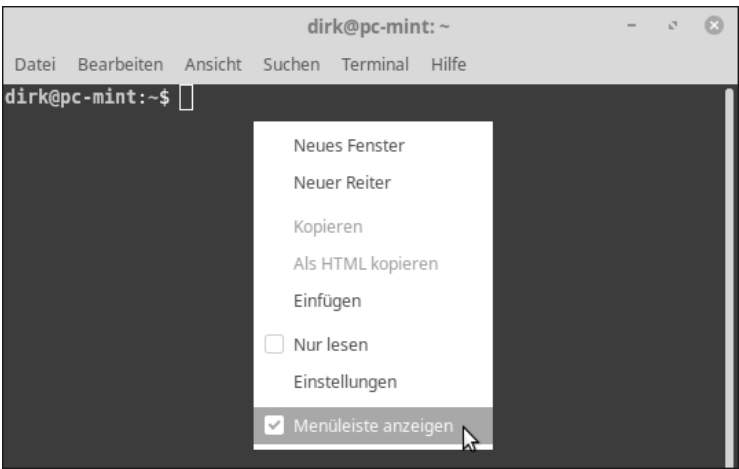 dirk@pc-mint: ~
Datei Bearbeiten Ansicht Suchen Terminal Hilfe
dirk@pc-mint:~$
Neues Fenster
Neuer Reiter
Kopieren
Als HTML kopieren
Einfügen
Nur lesen
Einstellungen
Menüleiste anzeigen